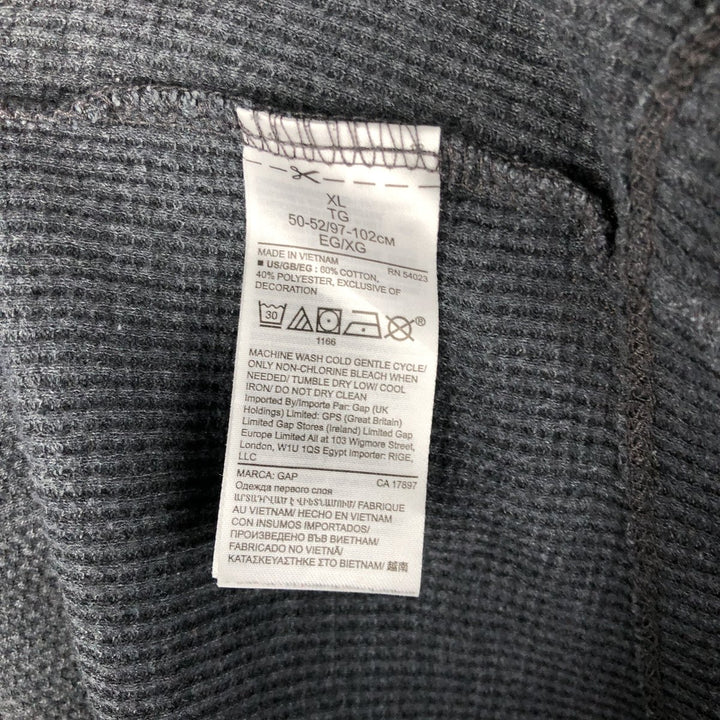 XL
TG
50-52/97-102CM
EG/XG
MADE IN VIETNAM RN 54023
■ US/GB/EG : 60% COTTON,
40% POLYESTER, EXCLUSIVE OF
DECORATION
30 ®
1166
MACHINE WASH COLD GENTLE CYCLE/
ONLY NON-CHLORINE BLEACH WHEN
NEEDED/ TUMBLE DRY LOW/ COOL
IRON/ DO NOT DRY CLEAN
Imported By/Importe Par: Gap (UK
Holdings) Limited: GPS (Great Britain)
Limited Gap Stores (Ireland) Limited Gap
Europe Limited All at 103 Wigmore Street,
London, W1U 1QS Egypt Importer: RIGE,
LLC
MARCA: GAP CA 17897
Одежда первого слоя
ԱՐՏԱԴՐՎԱԾ Է ՎԻԵՏՆԱՄՈՒՄ/ FABRIQUE
AU VIETNAM/ HECHO EN VIETNAM
CON INSUMOS IMPORTADOS/
ПРОИЗВЕДЕНО ВЪВ ВИЕТНАМ/
FABRICADO NO VIETNÃ/
ΚΑΤΑΣΚΕΥΑΣΤΗΚΕ ΣΤΟ ΒΙΕΤΝΑΜ/ 越南